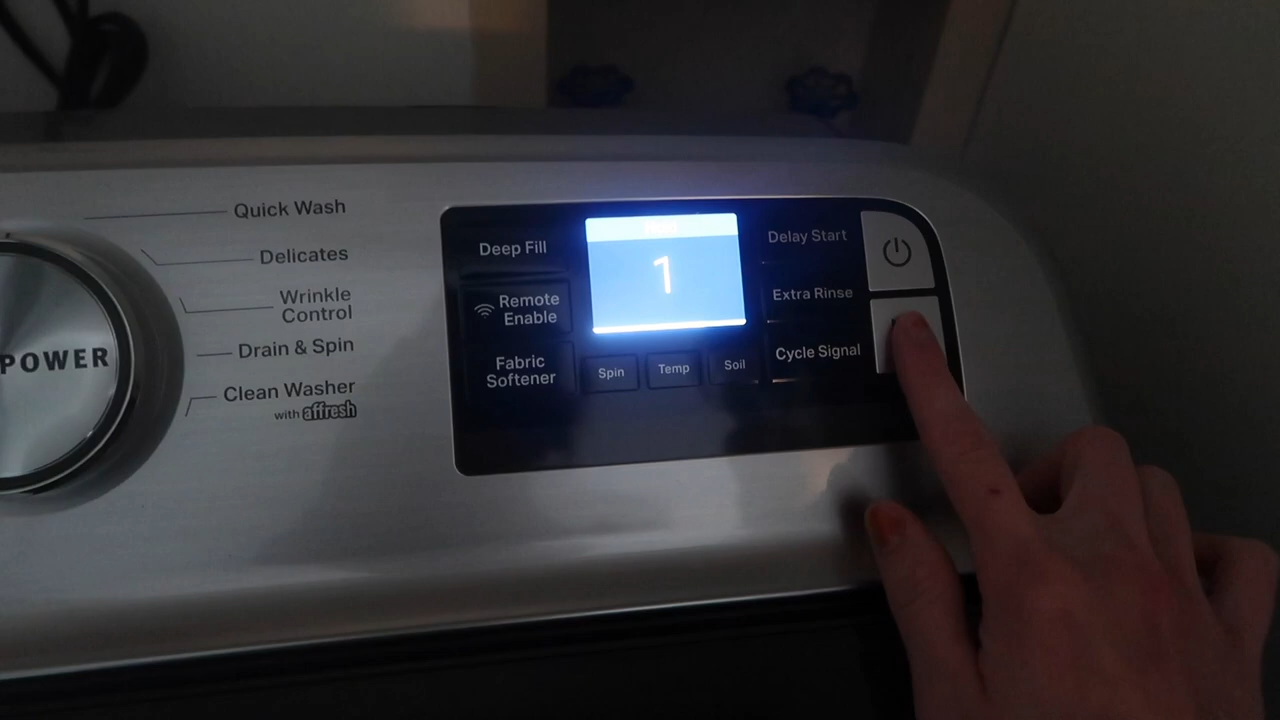 Quick Wash
Delicates
Wrinkle
Control
Drain & Spin
Clean Washer
with affresh
POWER
Deep Fill
Remote
Enable
Fabric
Softener
1
Spin
Temp
Soil
Delay Start
Extra Rinse
Cycle Signal